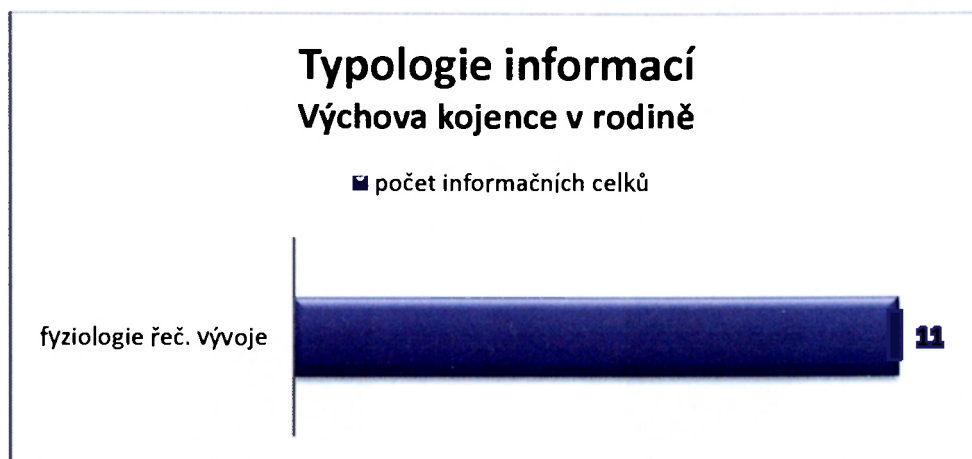 Typologie informací
Výchova kojence v rodině
počet informačních celků
fyziologie řeč. vývoje
11